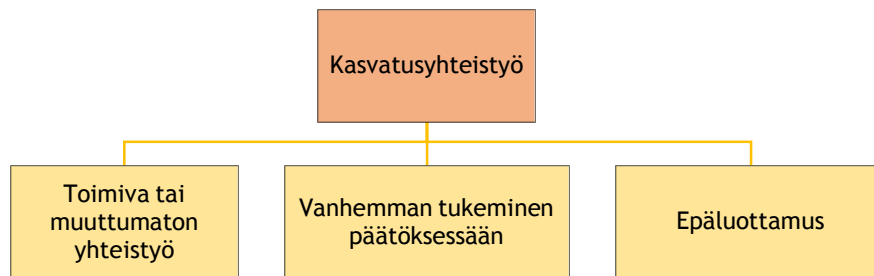 Kasvatusyhteistyö
Toimiva tai
muuttumaton
yhteistyö
Vanhemman tukeminen
päätöksessään
Epäluottamus